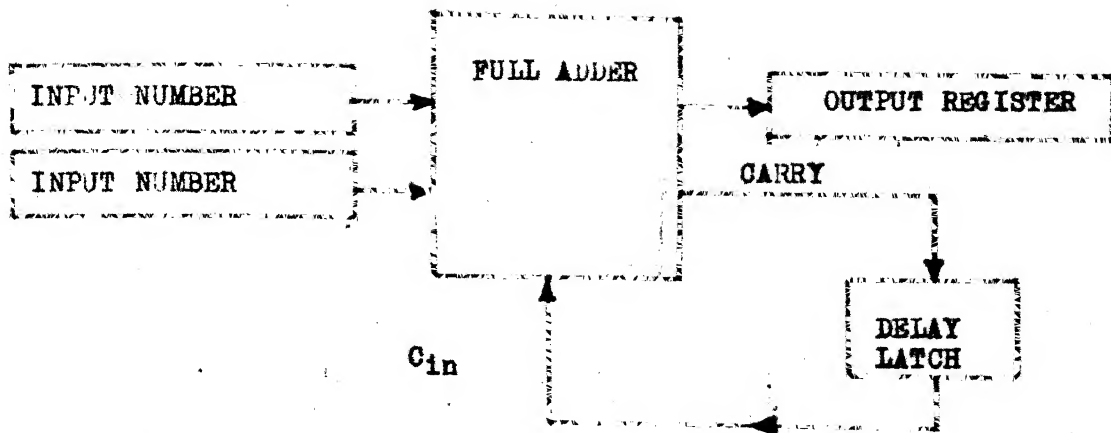 FULL ADDER
INPUT NUMBER
OUTPUT REGISTER
INPUT NUMBER
CARRY
DELAY
LATCH
Cin